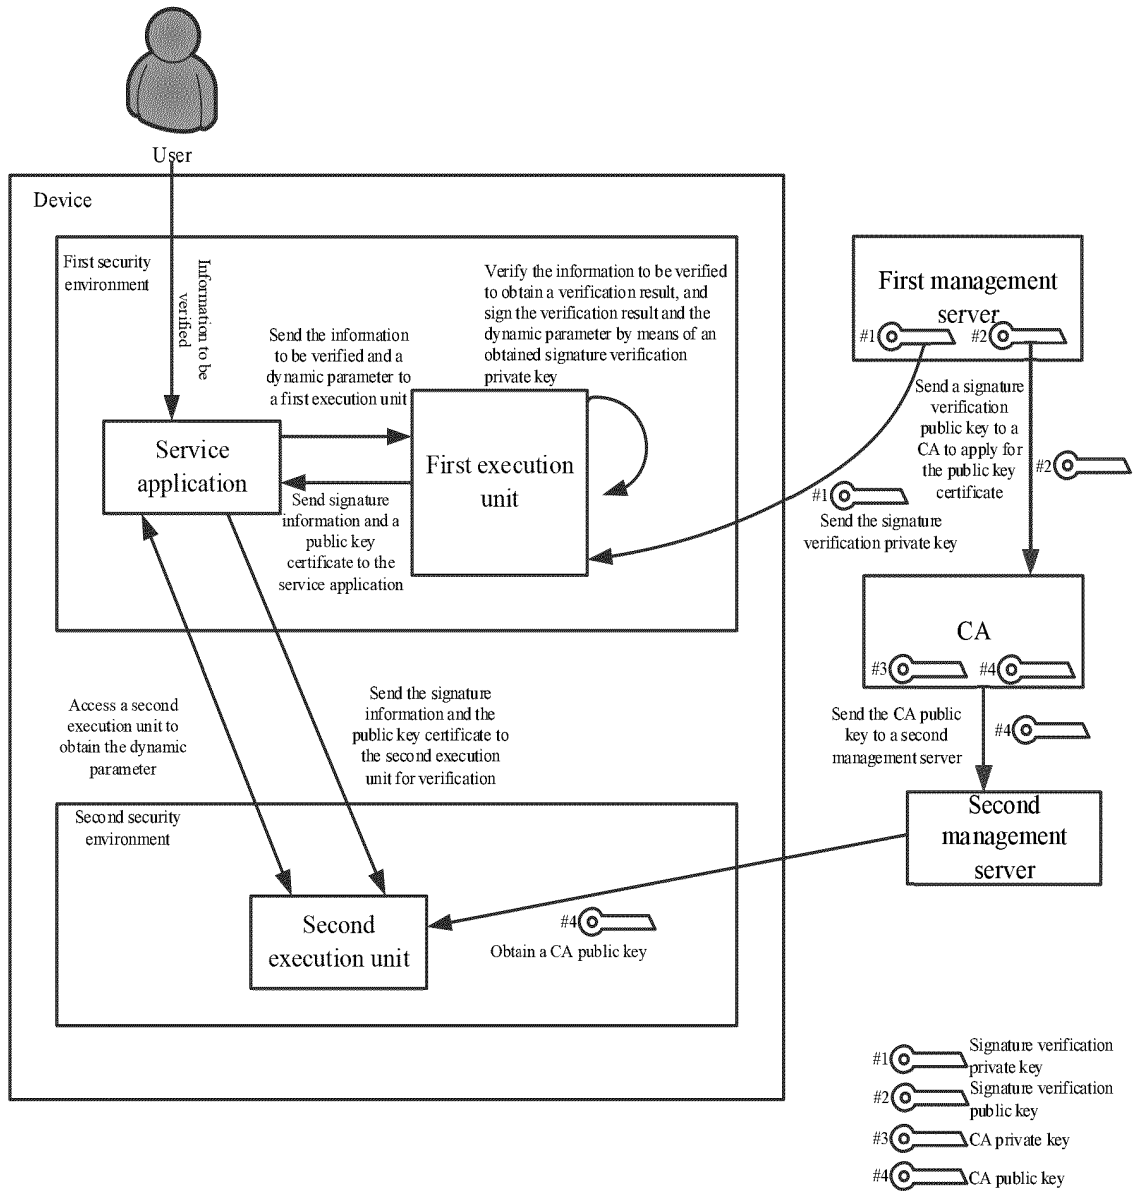 User
Device
First security
environment
Information to be
verified
Send the information
to be verified and a
dynamic parameter to
a first execution unit
Verify the information to be verified
to obtain a verification result, and
sign the verification result and the
dynamic parameter by means of an
obtained signature verification
private key
Service
application
First execution
unit
Send signature
information and a
public key
certificate to the
service application
First management
server
#1
#2
Send a signature
verification
public key to a
CA to apply for
the public key
certificate
#2
#1
Send the signature
verification private key
CA
#3
#4
Send the CA public
key to a second
management server
#4
Second
management
server
Access a second
execution unit to
obtain the dynamic
parameter
Send the signature
information and the
public key certificate to
the second execution
unit for verification
Second security
environment
Second
execution unit
#4
Obtain a CA public key
#1 Signature verification
private key
#2 Signature verification
public key
#3 CA private key
#4 CA public key